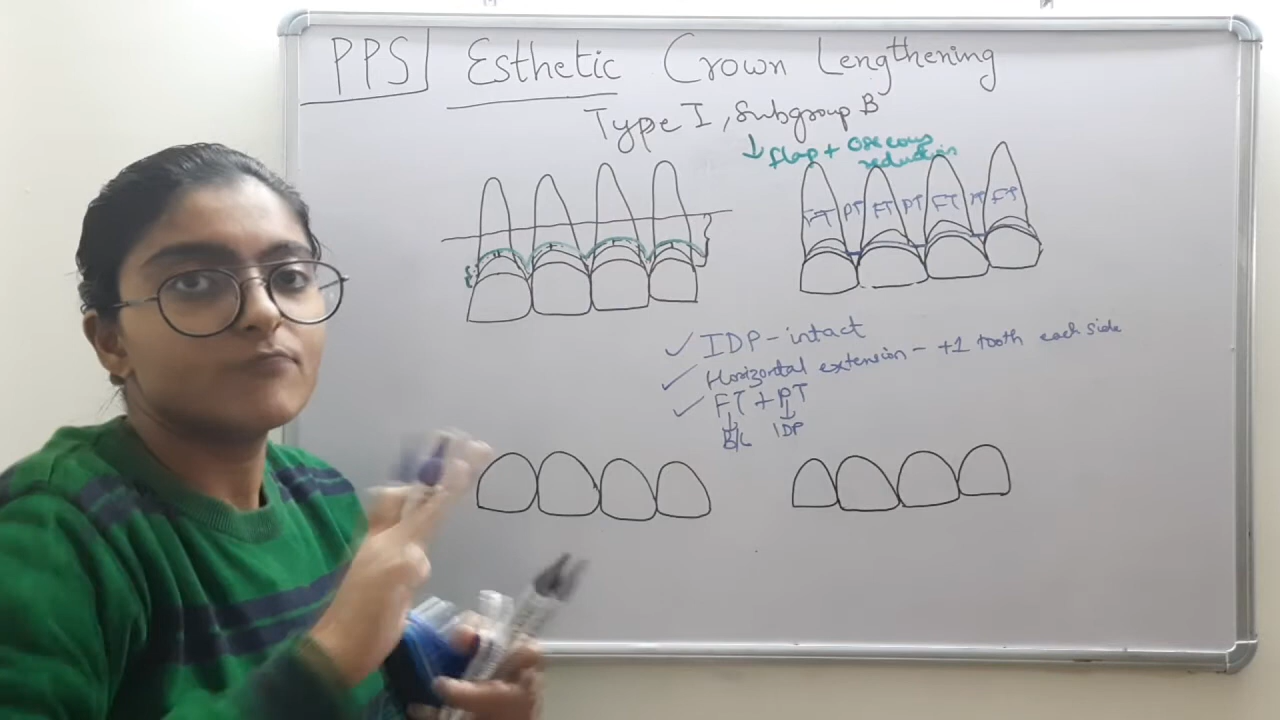 PPS Esthetic Crown Lengthening
Type I, Subgroup B
↓ flap + osseous
reduction
FT PT FT PT FT PT FT
✓ IDP - intact
✓ Horizontal extension - +1 tooth each side
✓ FT + PT
↓ ↓
B/L IDP